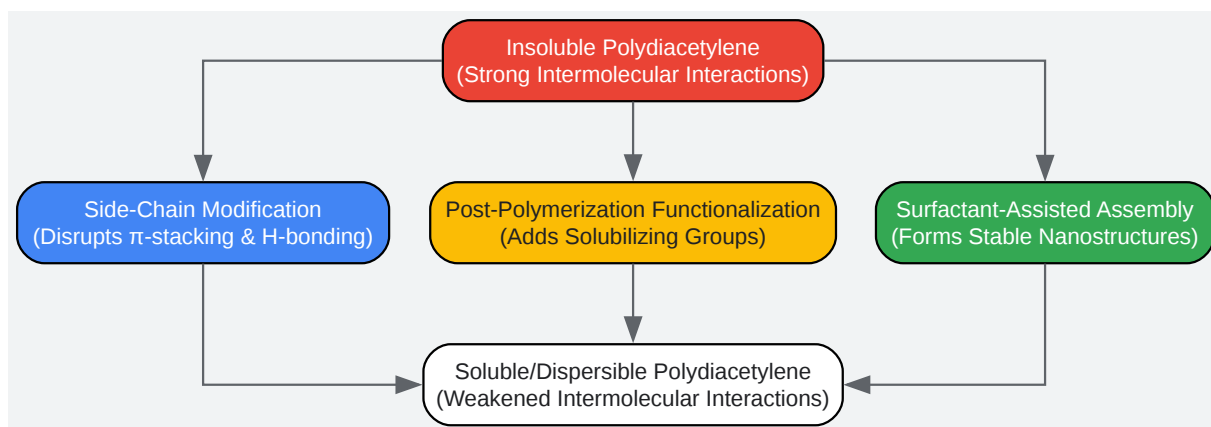 Insoluble Polydiacetylene
(Strong Intermolecular Interactions)
Side-Chain Modification
(Disrupts π-stacking & H-bonding)
Post-Polymerization Functionalization
(Adds Solubilizing Groups)
Surfactant-Assisted Assembly
(Forms Stable Nanostructures)
Soluble/Dispersible Polydiacetylene
(Weakened Intermolecular Interactions)